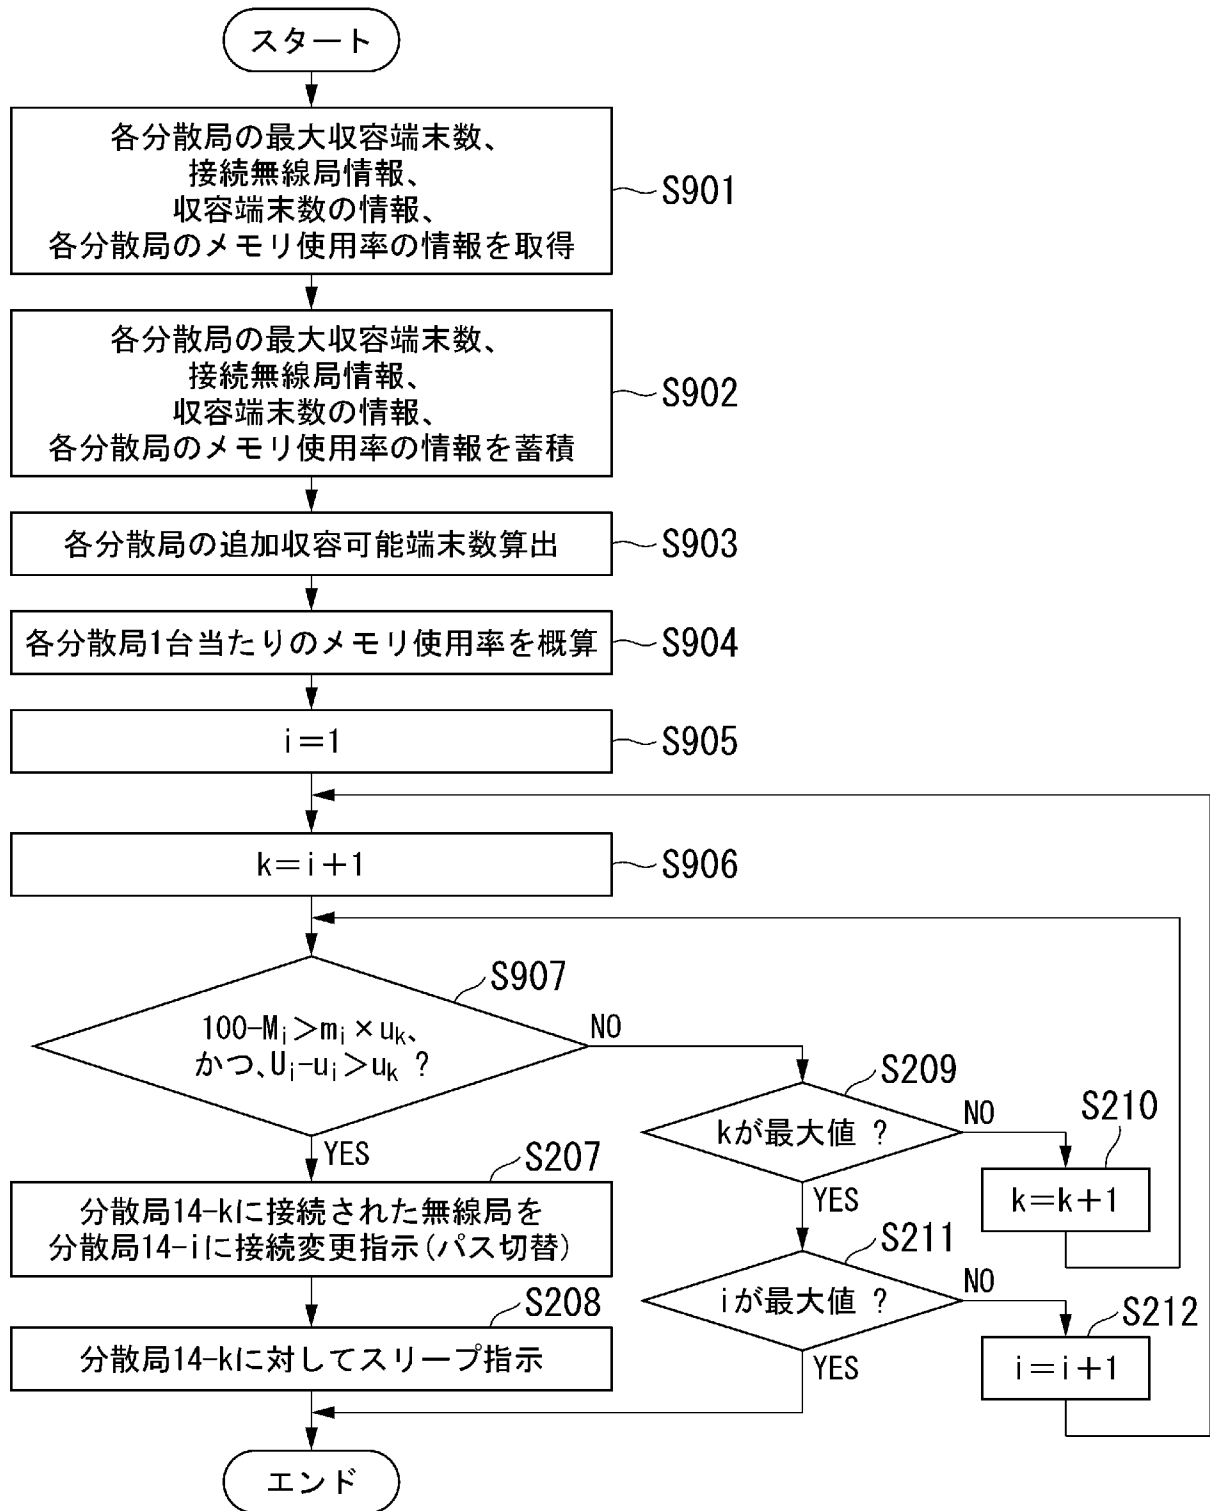 スタート
各分散局の最大収容端末数、
接続無線局情報、
収容端末数の情報、
各分散局のメモリ使用率の情報を取得
S901
各分散局の最大収容端末数、
接続無線局情報、
収容端末数の情報、
各分散局のメモリ使用率の情報を蓄積
S902
各分散局の追加収容可能端末数算出
S903
各分散局1台当たりのメモリ使用率を概算
S904
i=1
S905
k=i+1
S906
S907
100-Mi>mi×uk、
かつ、Ui-ui>uk ?
NO
YES
S209
kが最大値 ?
NO
YES
S210
k=k+1
S207
分散局14-kに接続された無線局を
分散局14-iに接続変更指示(パス切替)
S211
iが最大値 ?
NO
YES
S212
i=i+1
S208
分散局14-kに対してスリープ指示
エンド